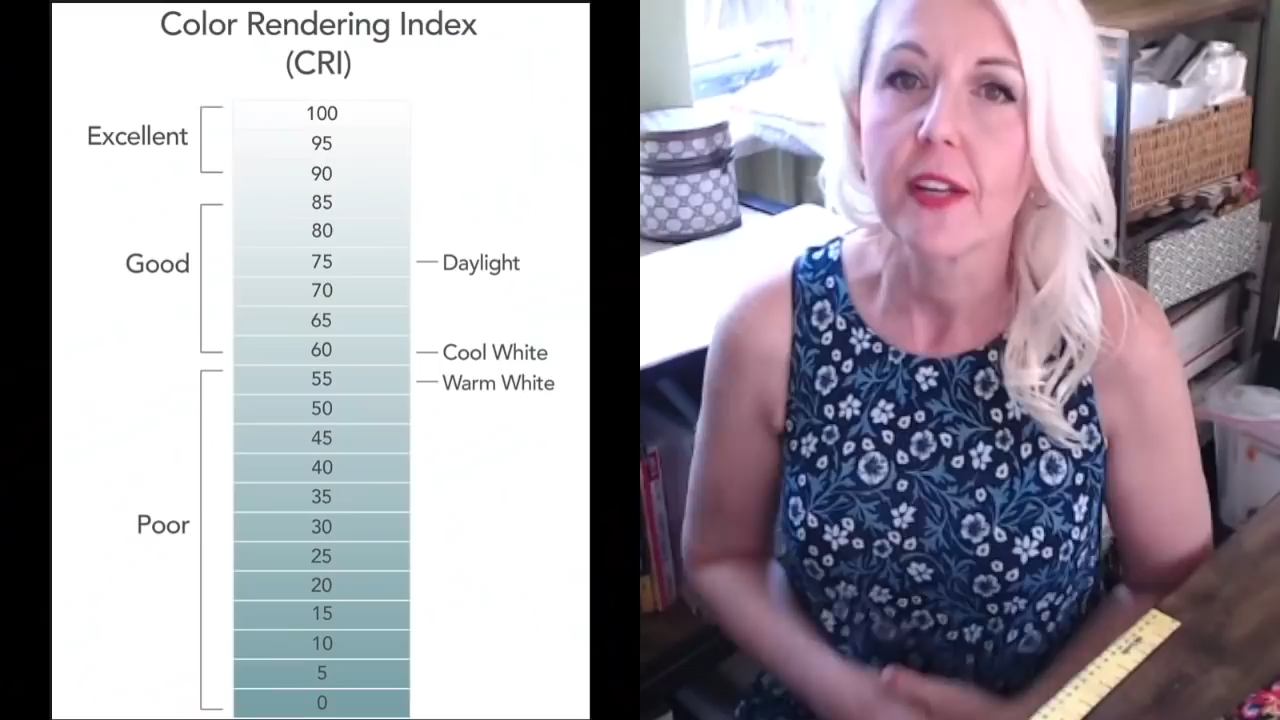 Color Rendering Index
(CRI)
Excellent
100
95
90
85
80
Good
75
Daylight
70
65
60
Cool White
55
Warm White
50
45
40
35
Poor
30
25
20
15
10
5
0